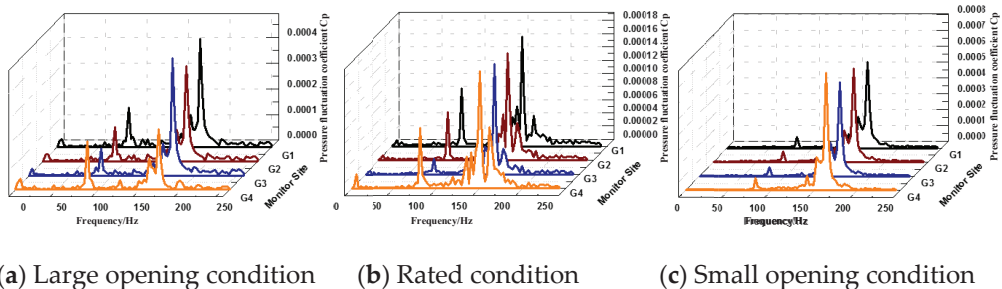 0.0004
0.0003
0.0002
0.0001
0.0000
Pressure fluctuation coefficient Cp
G1
G2
G3
G4
Monitor Site
0 50 100 150 200 250
Frequency/Hz
0.00018
0.00016
0.00014
0.00012
0.00010
0.00008
0.00006
0.00004
0.00002
0.00000
Pressure fluctuation coefficient Cp
G1
G2
G3
G4
Monitor Site
0 50 100 150 200 250
Frequency/Hz
0.0008
0.0007
0.0006
0.0005
0.0004
0.0003
0.0002
0.0001
0.0000
Pressure fluctuation coefficient Cp
G1
G2
G3
G4
Monitor Site
0 50 100 150 200 250
Frequency/Hz
(a) Large opening condition (b) Rated condition (c) Small opening condition